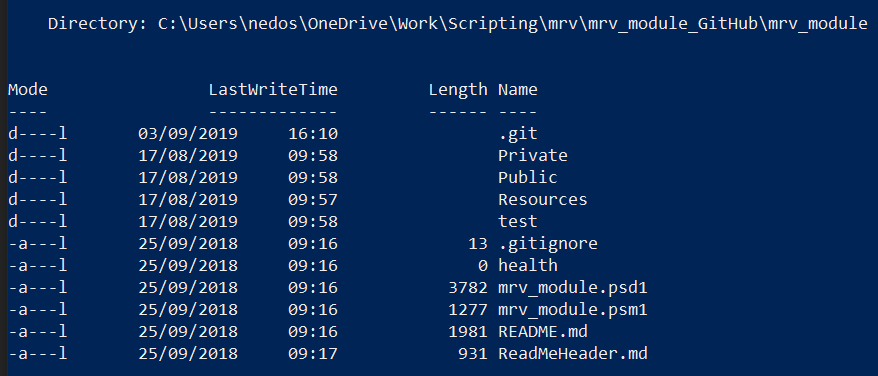 Directory: C:\Users\nedos\OneDrive\Work\Scripting\mrv\mrv_module_GitHub\mrv_module
Mode                LastWriteTime         Length Name
----                -------------         ------ ----
d----l       03/09/2019     16:10                .git
d----l       17/08/2019     09:58                Private
d----l       17/08/2019     09:58                Public
d----l       17/08/2019     09:57                Resources
d----l       17/08/2019     09:58                test
-a---l       25/09/2018     09:16             13 .gitignore
-a---l       25/09/2018     09:16              0 health
-a---l       25/09/2018     09:16           3782 mrv_module.psd1
-a---l       25/09/2018     09:16           1277 mrv_module.psm1
-a---l       25/09/2018     09:16           1981 README.md
-a---l       25/09/2018     09:17            931 ReadMeHeader.md